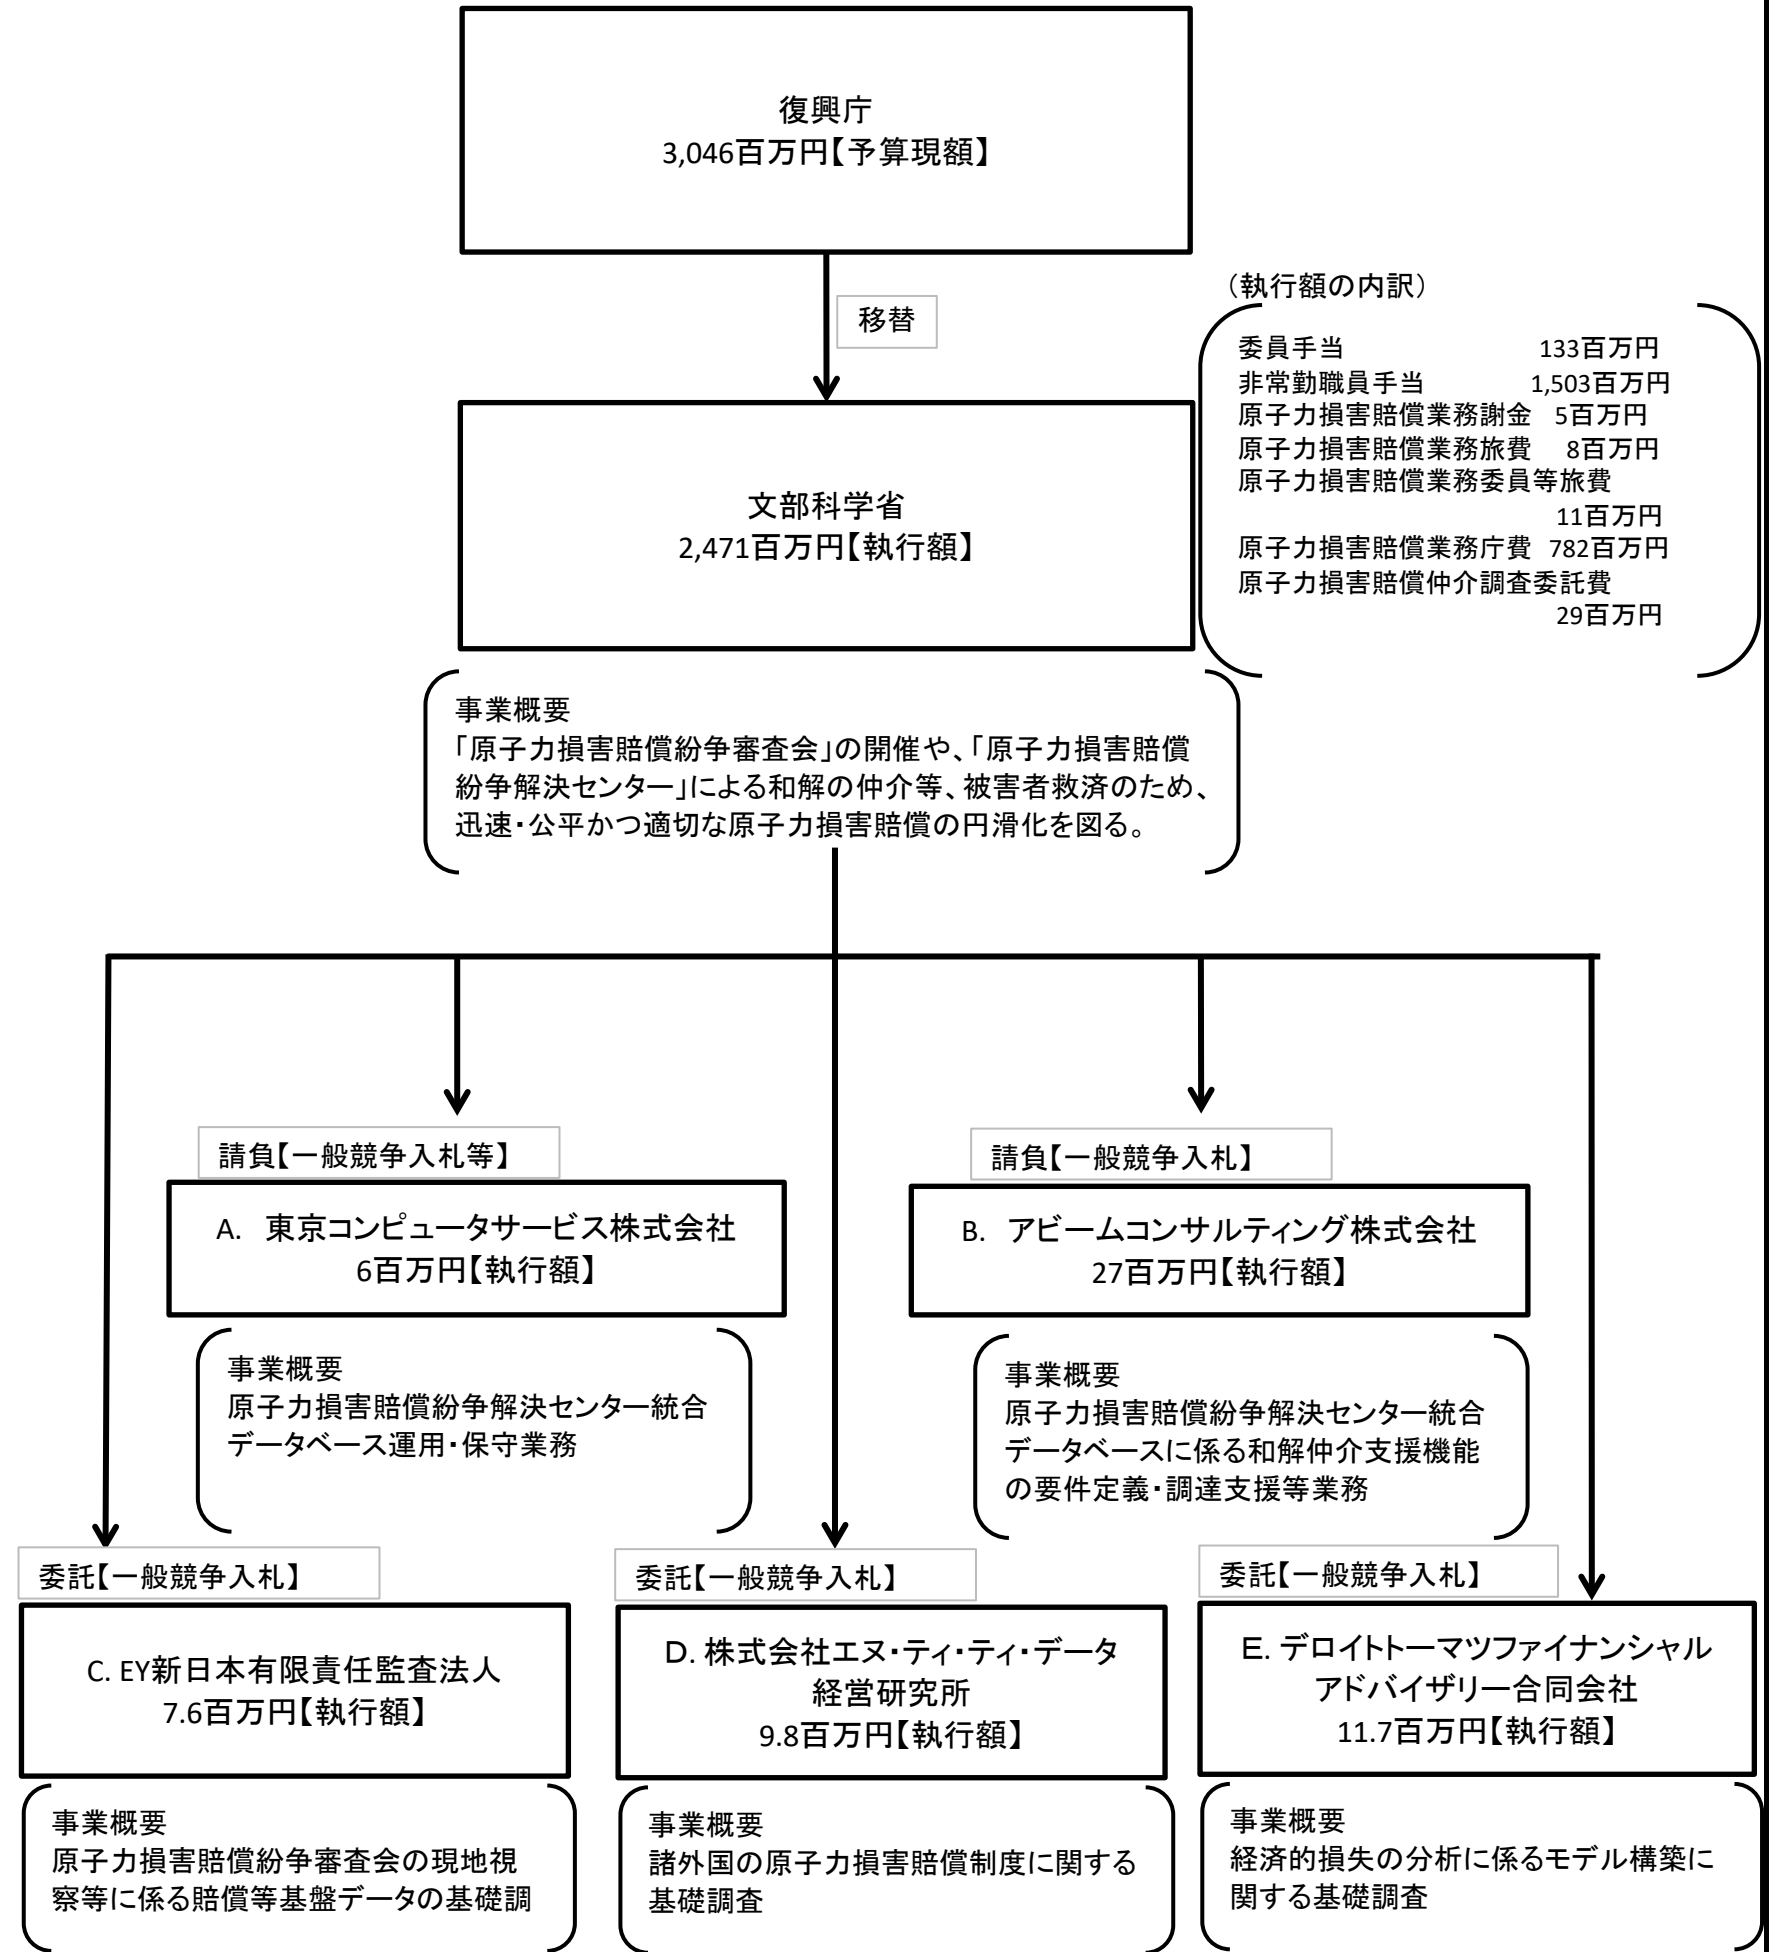 復興庁
3,046百万円【予算現額】
移替
（執行額の内訳）
委員手当 133百万円
非常勤職員手当 1,503百万円
原子力損害賠償業務謝金 5百万円
原子力損害賠償業務旅費 8百万円
原子力損害賠償業務委員等旅費
11百万円
原子力損害賠償業務庁費 782百万円
原子力損害賠償仲介調査委託費
29百万円
文部科学省
2,471百万円【執行額】
事業概要
「原子力損害賠償紛争審査会」の開催や、「原子力損害賠償
紛争解決センター」による和解の仲介等、被害者救済のため、
迅速・公平かつ適切な原子力損害賠償の円滑化を図る。
請負【一般競争入札等】
A. 東京コンピュータサービス株式会社
6百万円【執行額】
事業概要
原子力損害賠償紛争解決センター統合
データベース運用・保守業務
請負【一般競争入札】
B. アビームコンサルティング株式会社
27百万円【執行額】
事業概要
原子力損害賠償紛争解決センター統合
データベースに係る和解仲介支援機能
の要件定義・調達支援等業務
委託【一般競争入札】
C. EY新日本有限責任監査法人
7.6百万円【執行額】
事業概要
原子力損害賠償紛争審査会の現地視
察等に係る賠償等基盤データの基礎調
委託【一般競争入札】
D. 株式会社エヌ・ティ・ティ・データ
経営研究所
9.8百万円【執行額】
事業概要
諸外国の原子力損害賠償制度に関する
基礎調査
委託【一般競争入札】
E. デロイトトーマツファイナンシャル
アドバイザリー合同会社
11.7百万円【執行額】
事業概要
経済的損失の分析に係るモデル構築に
関する基礎調査